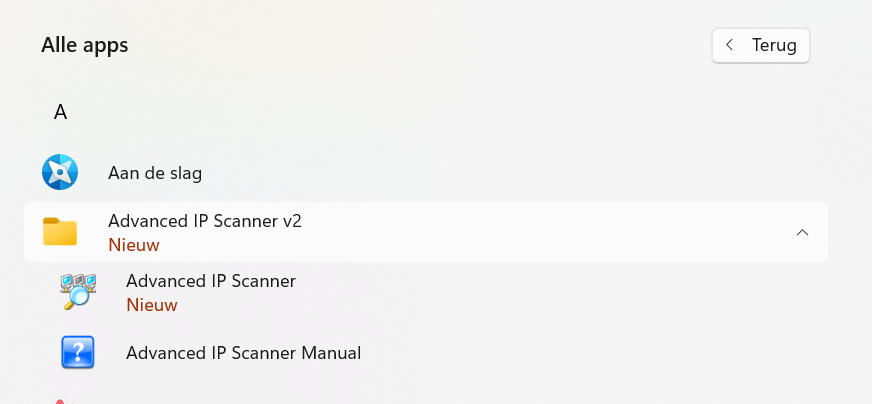 Alle apps
Terug
A
Aan de slag
Advanced IP Scanner v2
Nieuw
Advanced IP Scanner
Nieuw
?
Advanced IP Scanner Manual